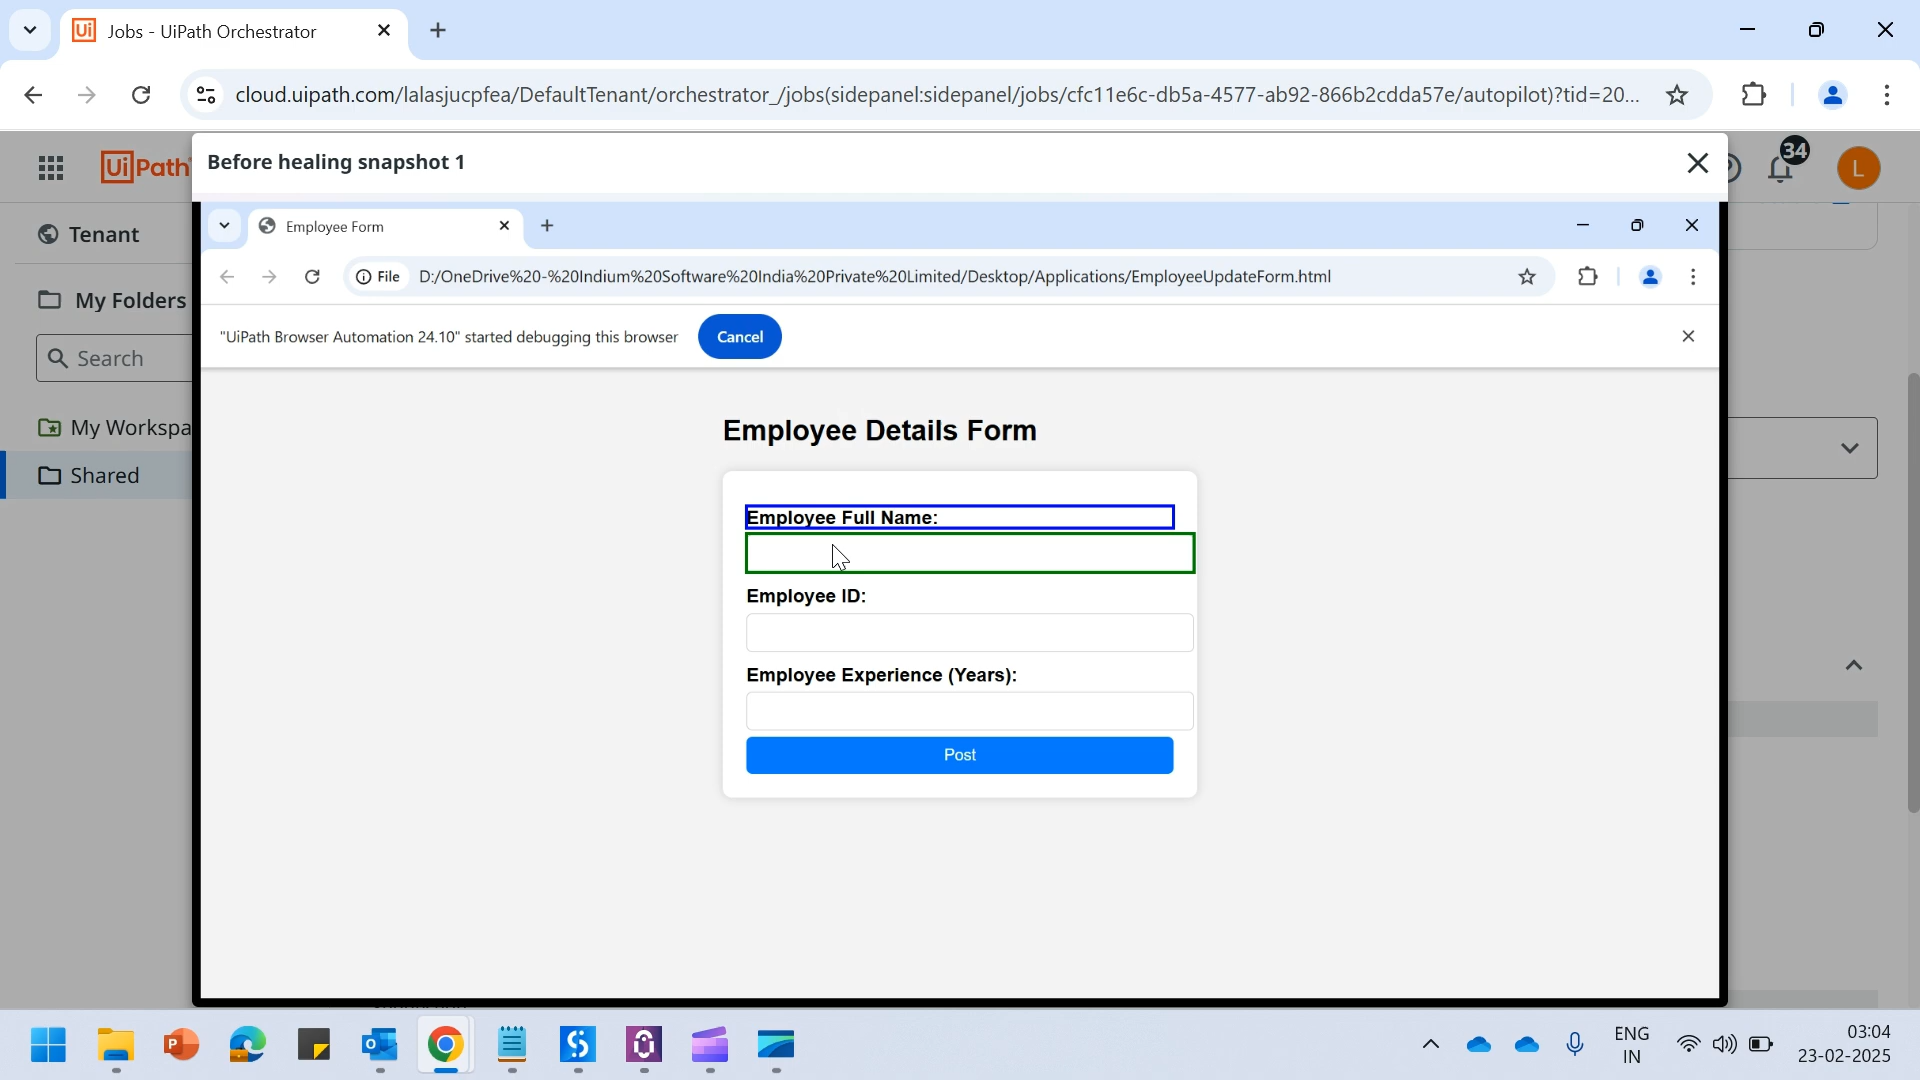 Jobs - UiPath Orchestrator
cloud.uipath.com/lalasjucpfea/DefaultTenant/orchestrator_/jobs(sidepanel:sidepanel/jobs/cfc11e6c-db5a-4577-ab92-866b2cdda57e/autopilot)?tid=20...
UiPath
34
L
Before healing snapshot 1
Tenant
My Folders
Search
My Workspa
Shared
Employee Form
File D:/OneDrive%20-%20Indium%20Software%20India%20Private%20Limited/Desktop/Applications/EmployeeUpdateForm.html
"UiPath Browser Automation 24.10" started debugging this browser
Cancel
Employee Details Form
Employee Full Name:
Employee ID:
Employee Experience (Years):
Post
ENG
IN
03:04
23-02-2025